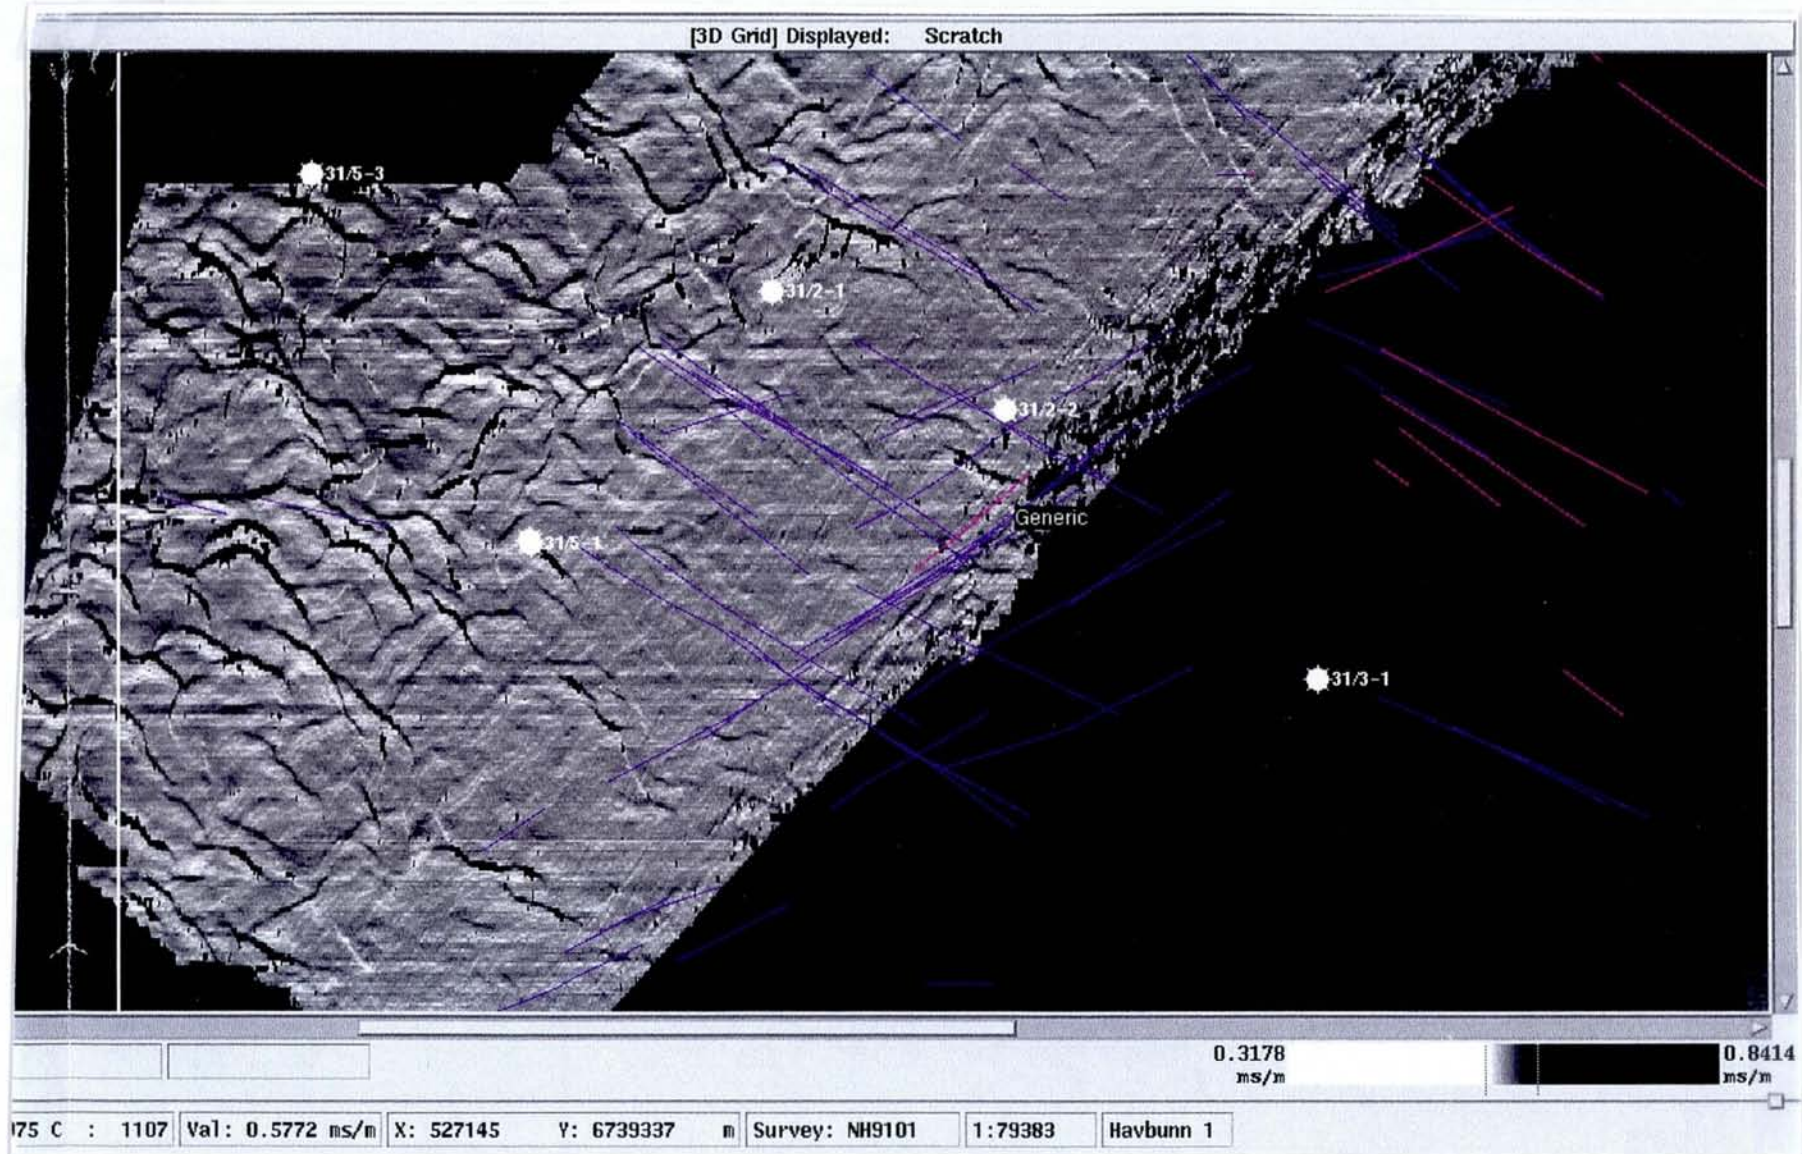 [3D Grid] Displayed: Scratch
31/5-3
31/2-1
31/2-2
Generic
31/5-1
31/3-1
0.3178 0.8414
ms/m ms/m
75 C : 1107 Val: 0.5772 ms/m X: 527145 Y: 6739337 m Survey: NH9101 1:79383 Havbunn 1